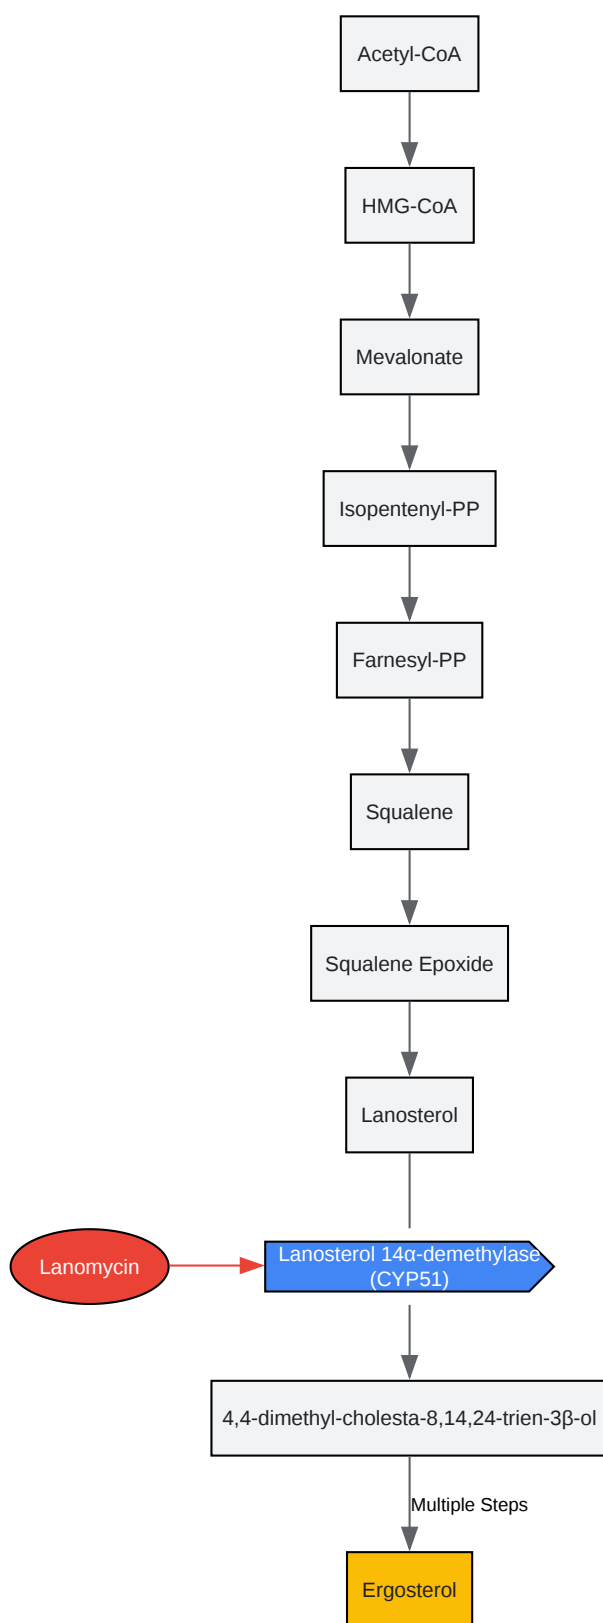 Acetyl-CoA
HMG-CoA
Mevalonate
Isopentenyl-PP
Farnesyl-PP
Squalene
Squalene Epoxide
Lanosterol
Lanomycin
Lanosterol 14α-demethylase
(CYP51)
4,4-dimethyl-cholesta-8,14,24-trien-3β-ol
Multiple Steps
Ergosterol